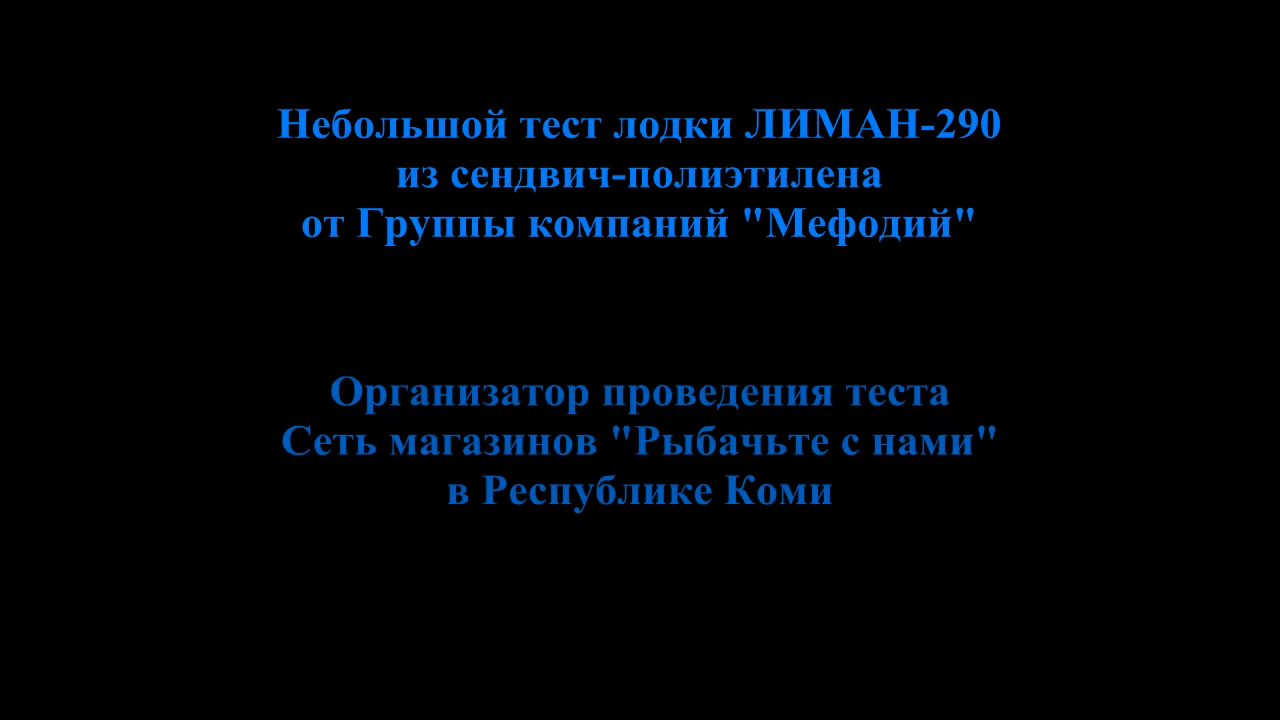 Небольшой тест лодки ЛИМАН-290
из сендвич-полиэтилена
от Группы компаний "Мефодий"
Организатор проведения теста
Сеть магазинов "Рыбачьте с нами"
в Республике Коми